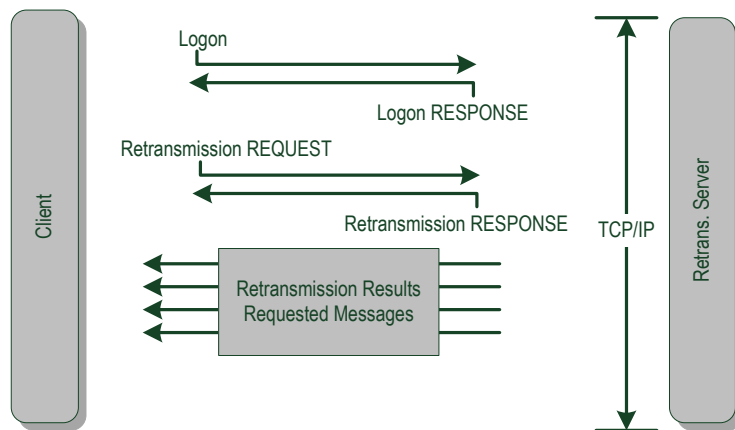 Logon
Logon RESPONSE
Retransmission REQUEST
Retransmission RESPONSE
Client
TCP/IP
Retrans. Server
Retransmission Results
Requested Messages